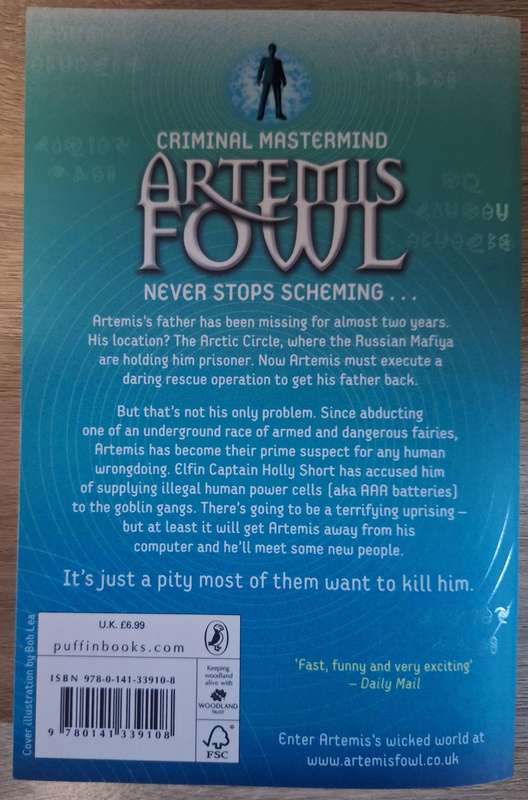 CRIMINAL MASTERMIND
ARTEMIS
FOWL
NEVER STOPS SCHEMING . . .
Artemis's father has been missing for almost two years.
His location? The Arctic Circle, where the Russian Mafiya
are holding him prisoner. Now Artemis must execute a
daring rescue operation to get his father back.
But that's not his only problem. Since abducting
one of an underground race of armed and dangerous fairies,
Artemis has become their prime suspect for any human
wrongdoing. Elfin Captain Holly Short has accused him
of supplying illegal human power cells (aka AAA batteries)
to the goblin gangs. There's going to be a terrifying uprising –
but at least it will get Artemis away from his
computer and he'll meet some new people.
It's just a pity most of them want to kill him.
Cover illustration by Bob Lea
U.K. £6.99
puffinbooks.com
ISBN 978-0-141-33910-8
9 780141 339108
Keeping
woodland
alive with
WOODLAND
TRUST
FSC
'Fast, funny and very exciting'
– Daily Mail
Enter Artemis's wicked world at
www.artemisfowl.co.uk